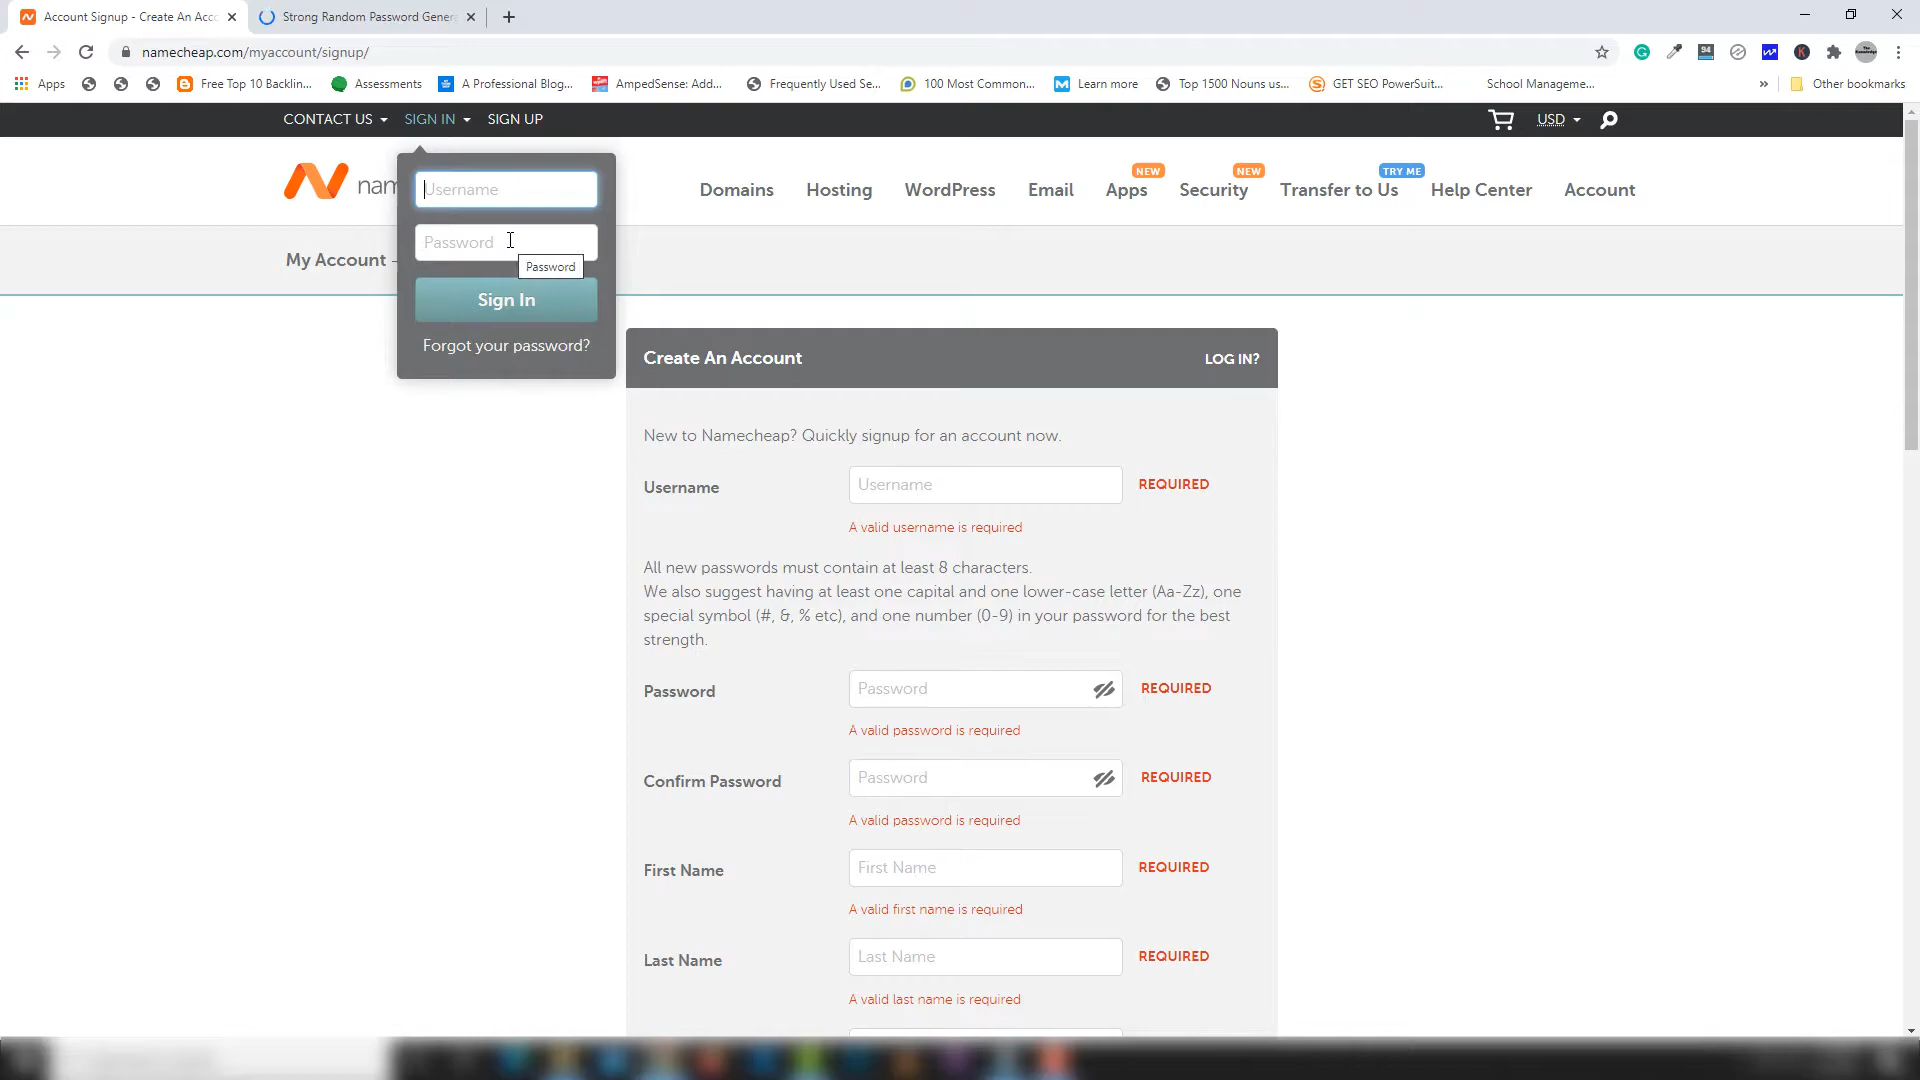 Account Signup - Create An Acco
Strong Random Password Gener
namecheap.com/myaccount/signup/
94
Apps
Free Top 10 Backlin...
Assessments
A Professional Blog...
AmpedSense: Add...
Frequently Used Se...
100 Most Common...
Learn more
Top 1500 Nouns us...
GET SEO PowerSuit...
School Manageme...
»
Other bookmarks
CONTACT US
SIGN IN
SIGN UP
USD
nam
NEW
NEW
TRY ME
Domains
Hosting
WordPress
Email
Apps
Security
Transfer to Us
Help Center
Account
Username
Password
Password
Sign In
Forgot your password?
My Account -
Create An Account
LOG IN?
New to Namecheap? Quickly signup for an account now.
Username
Username
REQUIRED
A valid username is required
All new passwords must contain at least 8 characters.
We also suggest having at least one capital and one lower-case letter (Aa-Zz), one
special symbol (#, &, % etc), and one number (0-9) in your password for the best
strength.
Password
Password
REQUIRED
A valid password is required
Confirm Password
Password
REQUIRED
A valid password is required
First Name
First Name
REQUIRED
A valid first name is required
Last Name
Last Name
REQUIRED
A valid last name is required